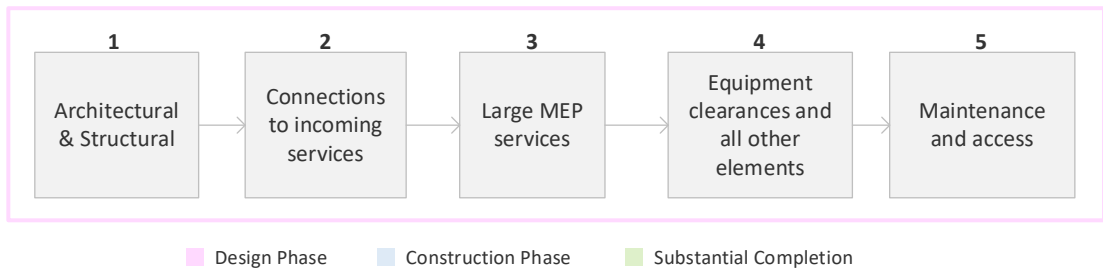 1
Architectural
& Structural
2
Connections
to incoming
services
3
Large MEP
services
4
Equipment
clearances and
all other
elements
5
Maintenance
and access
Design Phase
Construction Phase
Substantial Completion